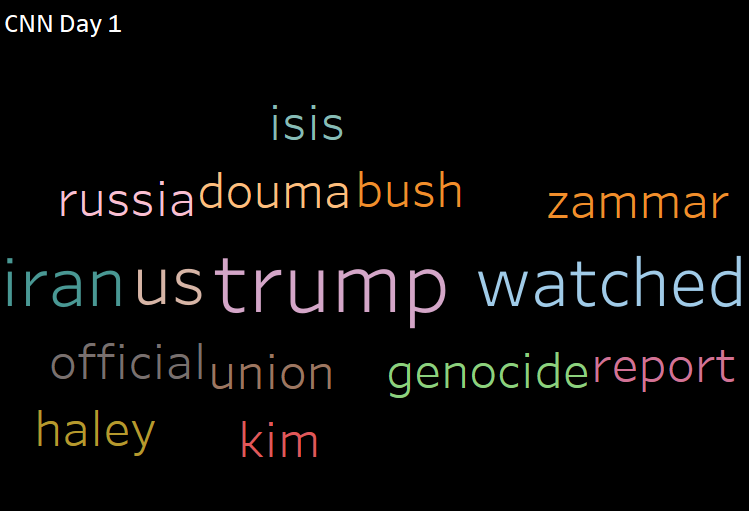 CNN Day 1
isis
russia douma bush zammar
iran us trump watched
official union genocide report
haley kim